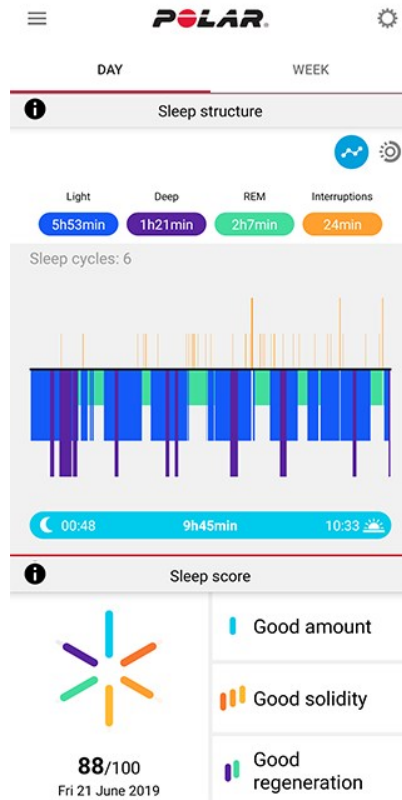 POLAR.
DAY WEEK
Sleep structure
Light Deep REM Interruptions
5h53min 1h21min 2h7min 24min
Sleep cycles: 6
00:48 9h45min 10:33
Sleep score
Good amount
Good solidity
Good
regeneration
88/100
Fri 21 June 2019